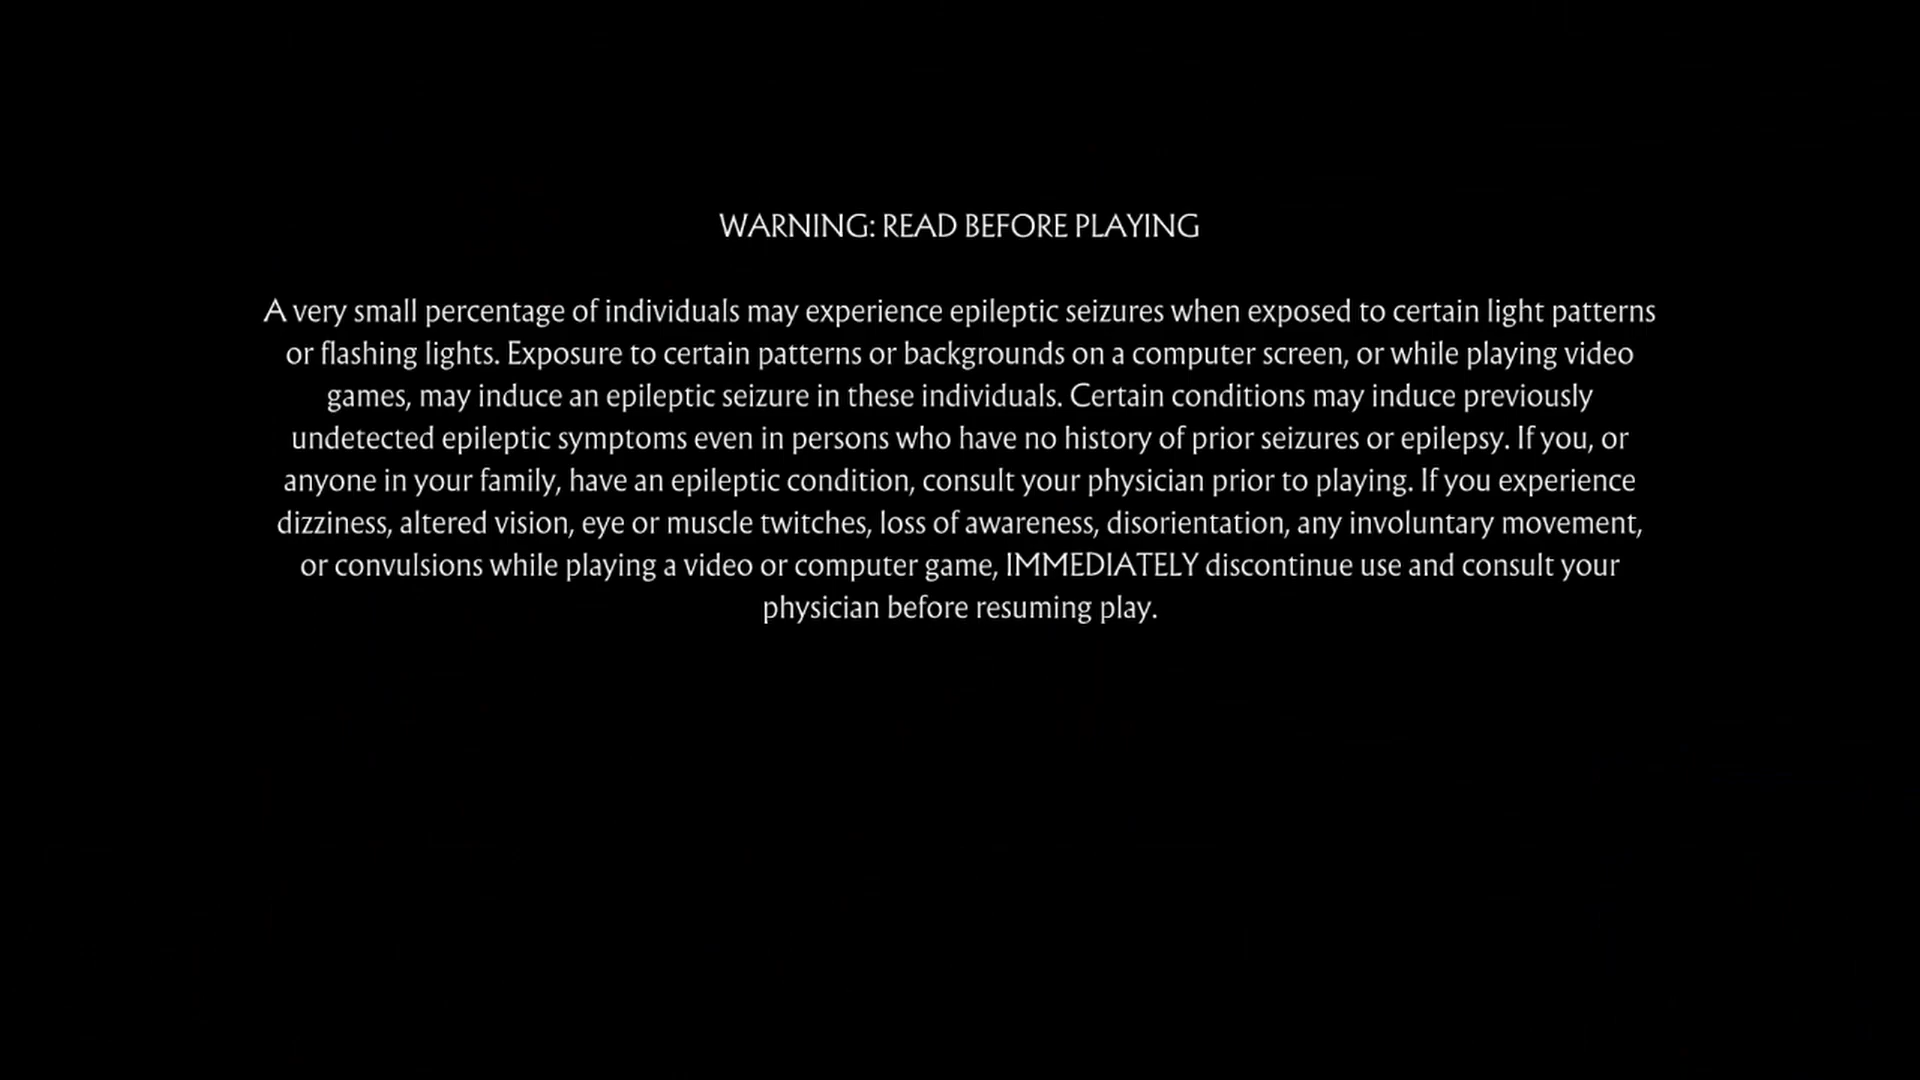 WARNING: READ BEFORE PLAYING
A very small percentage of individuals may experience epileptic seizures when exposed to certain light patterns
or flashing lights. Exposure to certain patterns or backgrounds on a computer screen, or while playing video
games, may induce an epileptic seizure in these individuals. Certain conditions may induce previously
undetected epileptic symptoms even in persons who have no history of prior seizures or epilepsy. If you, or
anyone in your family, have an epileptic condition, consult your physician prior to playing. If you experience
dizziness, altered vision, eye or muscle twitches, loss of awareness, disorientation, any involuntary movement,
or convulsions while playing a video or computer game, IMMEDIATELY discontinue use and consult your
physician before resuming play.